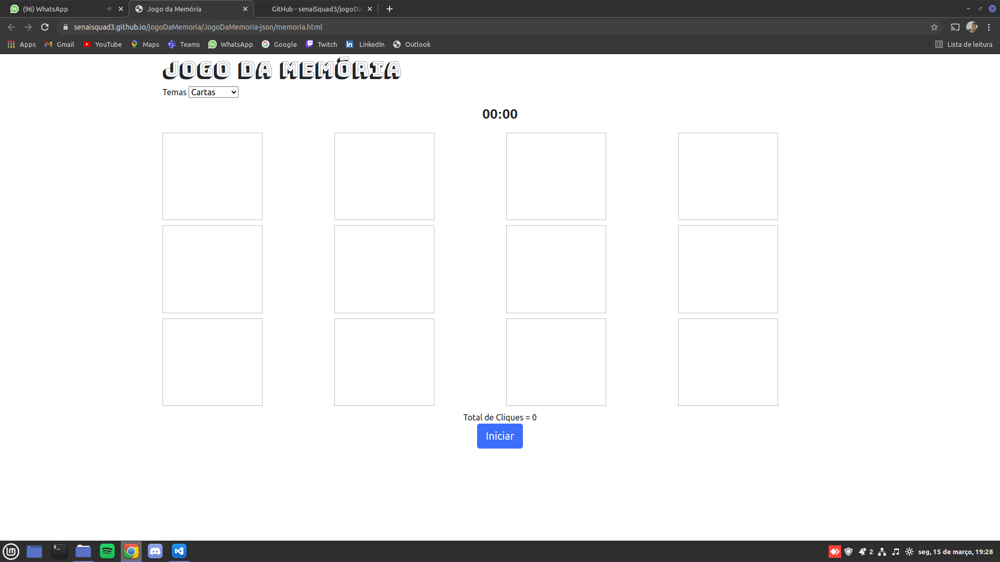 (96) WhatsApp
Jogo da Memória
GitHub - senaiSquad3/jogoDa
senaisquad3.github.io/jogoDaMemoria/JogoDaMemoria-json/memoria.html
Apps
Gmail
YouTube
Maps
Teams
WhatsApp
Google
Twitch
LinkedIn
Outlook
Lista de leitura
JOGO DA MEMÓRIA
Temas Cartas
00:00
Total de Cliques = 0
Iniciar
2
seg, 15 de março, 19:28